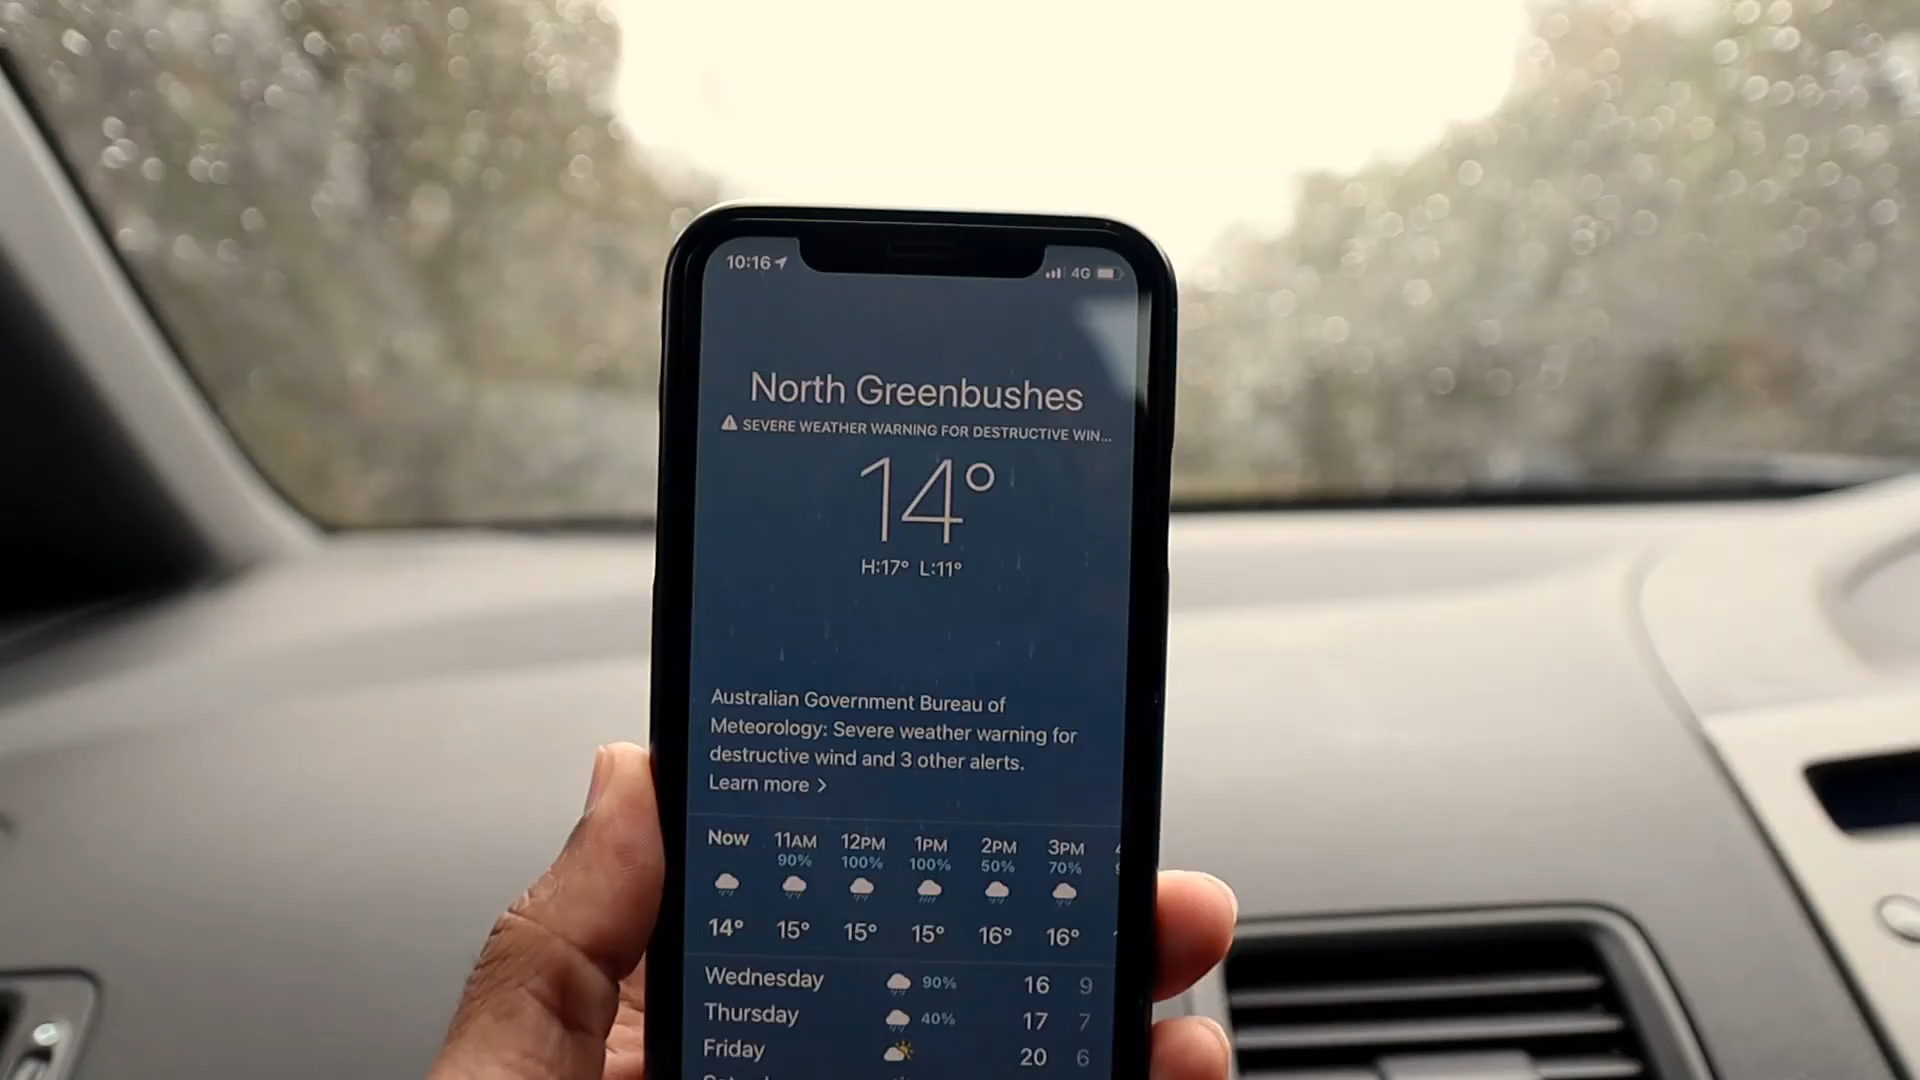 10:16 4G
North Greenbushes
SEVERE WEATHER WARNING FOR DESTRUCTIVE WIN...
14°
H:17° L:11°
Australian Government Bureau of
Meteorology: Severe weather warning for
destructive wind and 3 other alerts.
Learn more >
Now 11AM 12PM 1PM 2PM 3PM
90% 100% 100% 50% 70%
14° 15° 15° 15° 16° 16°
Wednesday 90% 16 9
Thursday 40% 17 7
Friday 20 6